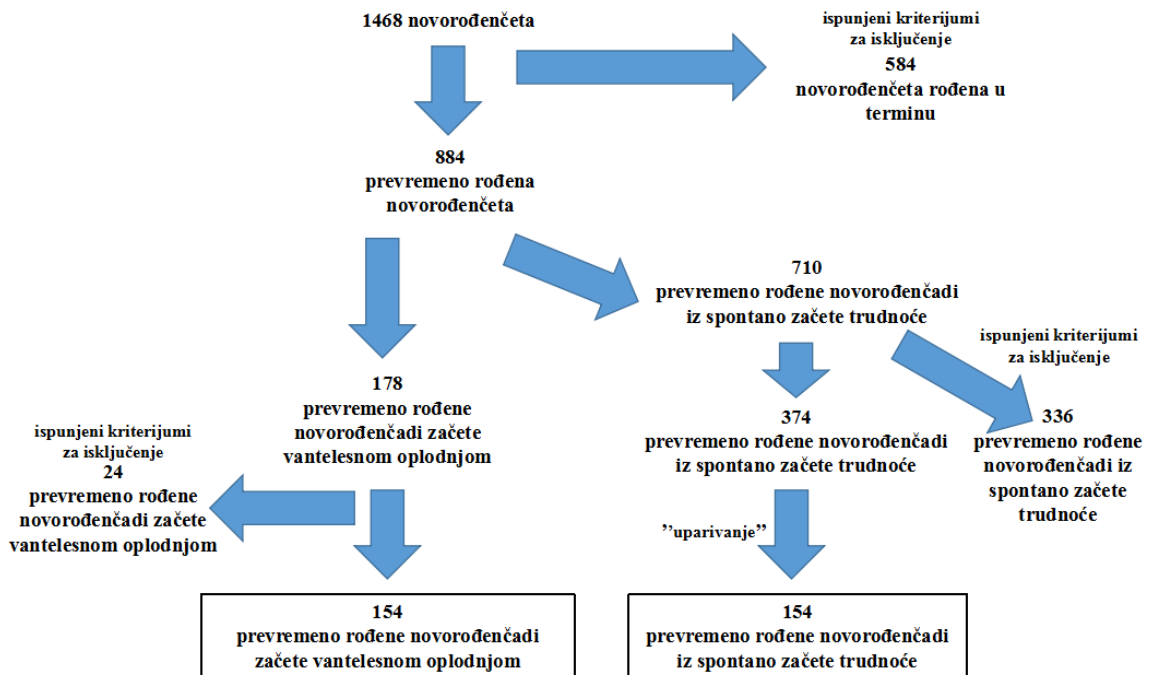 1468 novorođenčeta
ispunjeni kriterijumi
za isključenje
584
novorođenčeta rođena u
terminu
884
prevremeno rođena
novorođenčeta
710
prevremeno rođene novorođenčadi
iz spontano začete trudnoće
ispunjeni kriterijumi
za isključenje
178
prevremeno rođene
novorođenčadi začete
vantelesnom oplodnjom
374
prevremeno rođene novorođenčadi
iz spontano začete trudnoće
336
prevremeno rođene
novorođenčadi iz
spontano začete
trudnoće
ispunjeni kriterijumi
za isključenje
24
prevremeno rođene
novorođenčadi začete
vantelesnom oplodnjom
’’uparivanje”
154
prevremeno rođene novorođenčadi
začete vantelesnom oplodnjom
154
prevremeno rođene novorođenčadi
iz spontano začete trudnoće